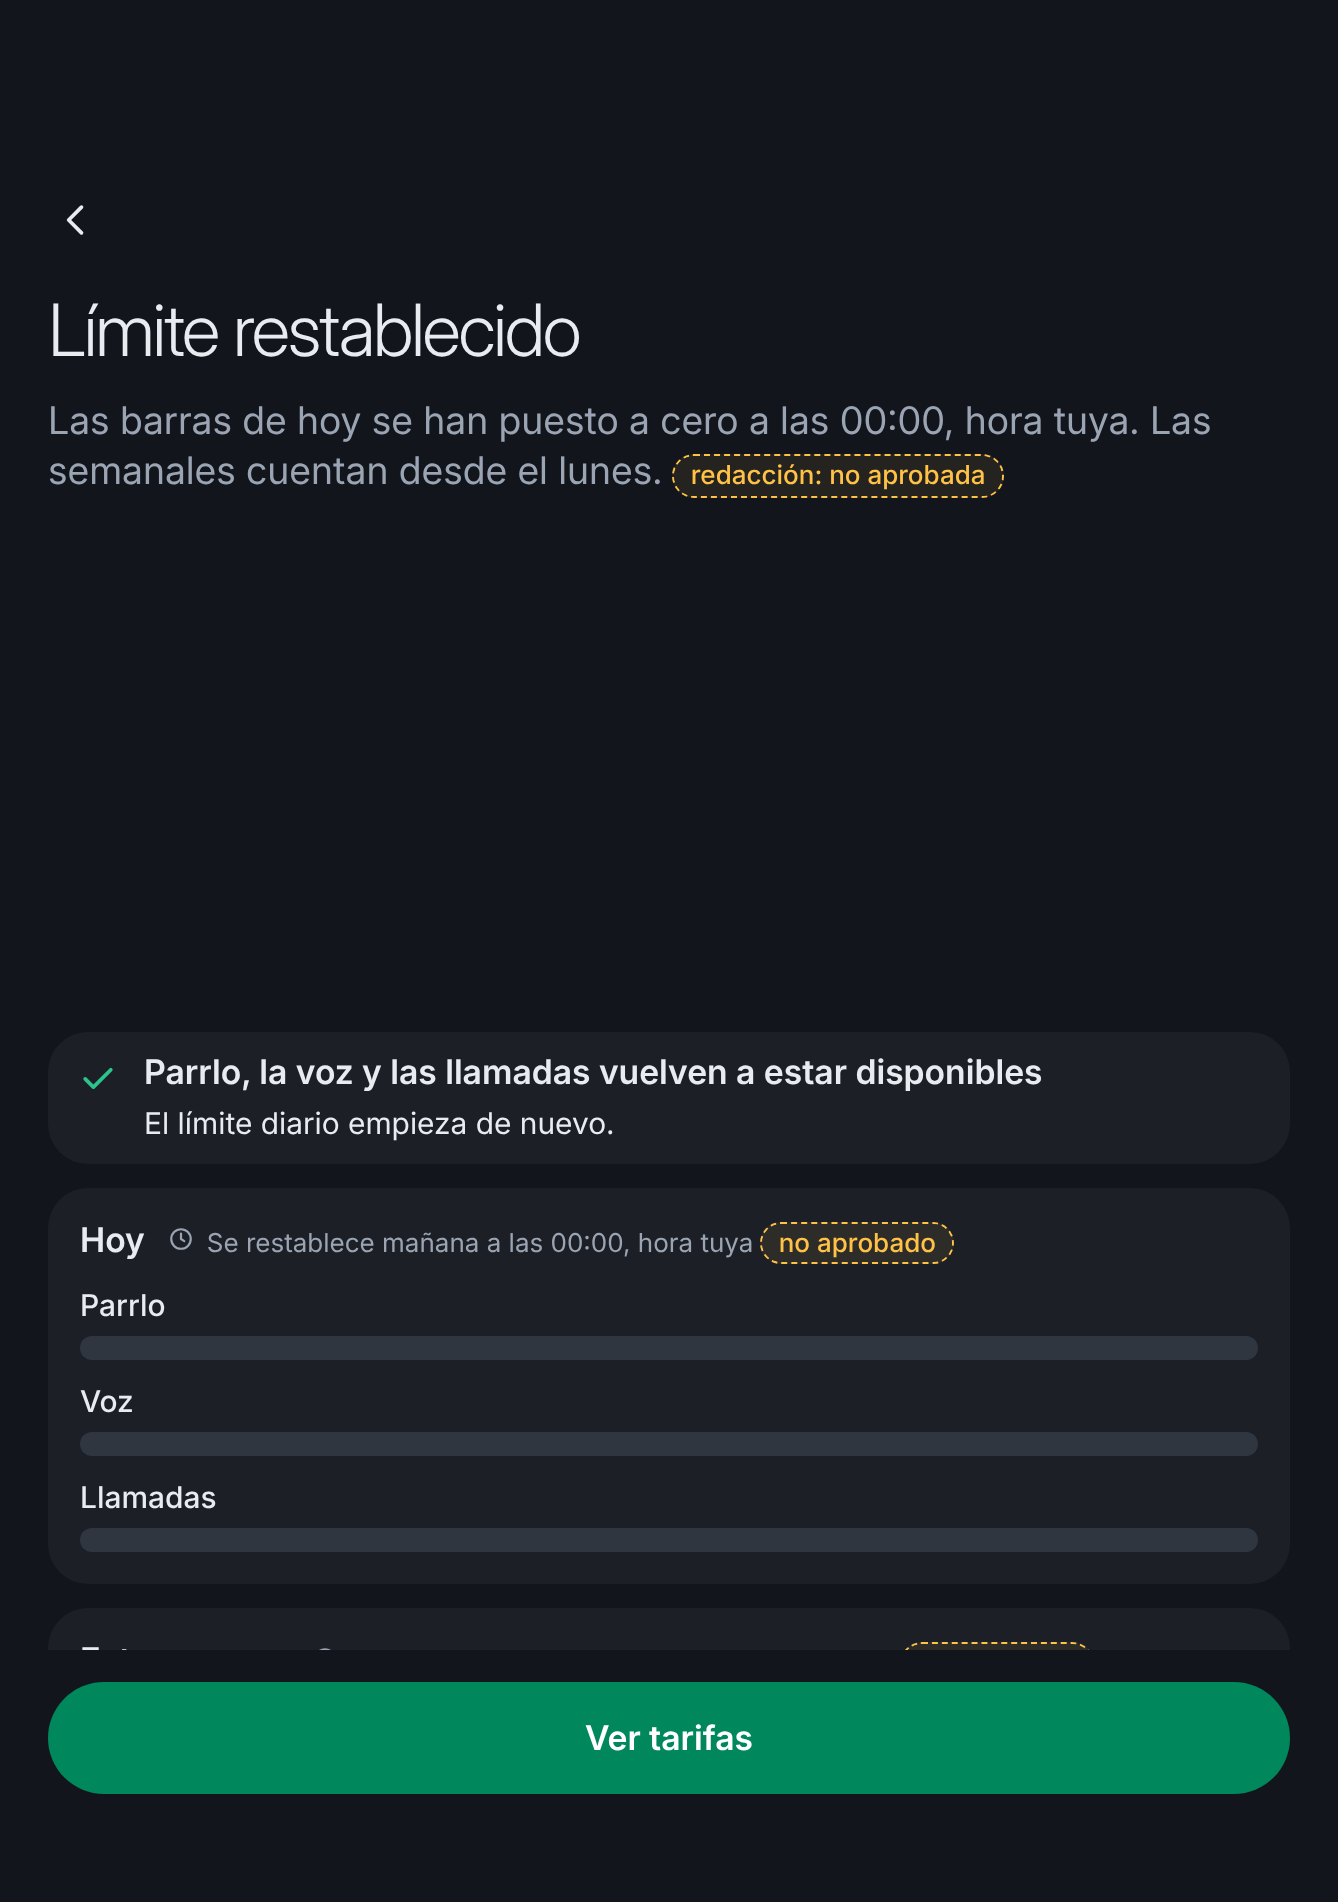 Límite restablecido
Las barras de hoy se han puesto a cero a las 00:00, hora tuya. Las
semanales cuentan desde el lunes. redacción: no aprobada
Parrlo, la voz y las llamadas vuelven a estar disponibles
El límite diario empieza de nuevo.
Hoy Se restablece mañana a las 00:00, hora tuya no aprobado
Parrlo
Voz
Llamadas
Ver tarifas